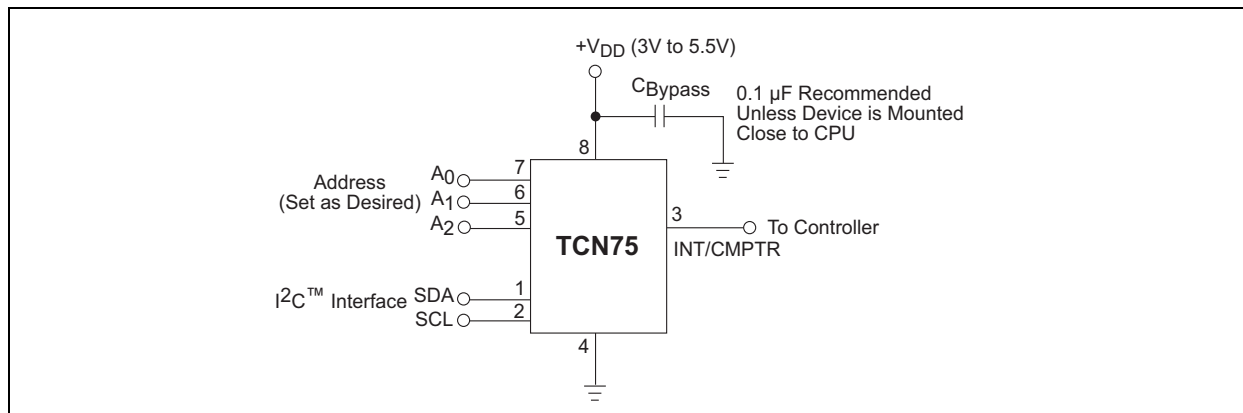 +VDD (3V to 5.5V)
CBypass
0.1 µF Recommended
Unless Device is Mounted
Close to CPU
8
Address
(Set as Desired)
A0
7
A1
6
A2
5
TCN75
3
To Controller
INT/CMPTR
I2C™ Interface
SDA
1
SCL
2
4